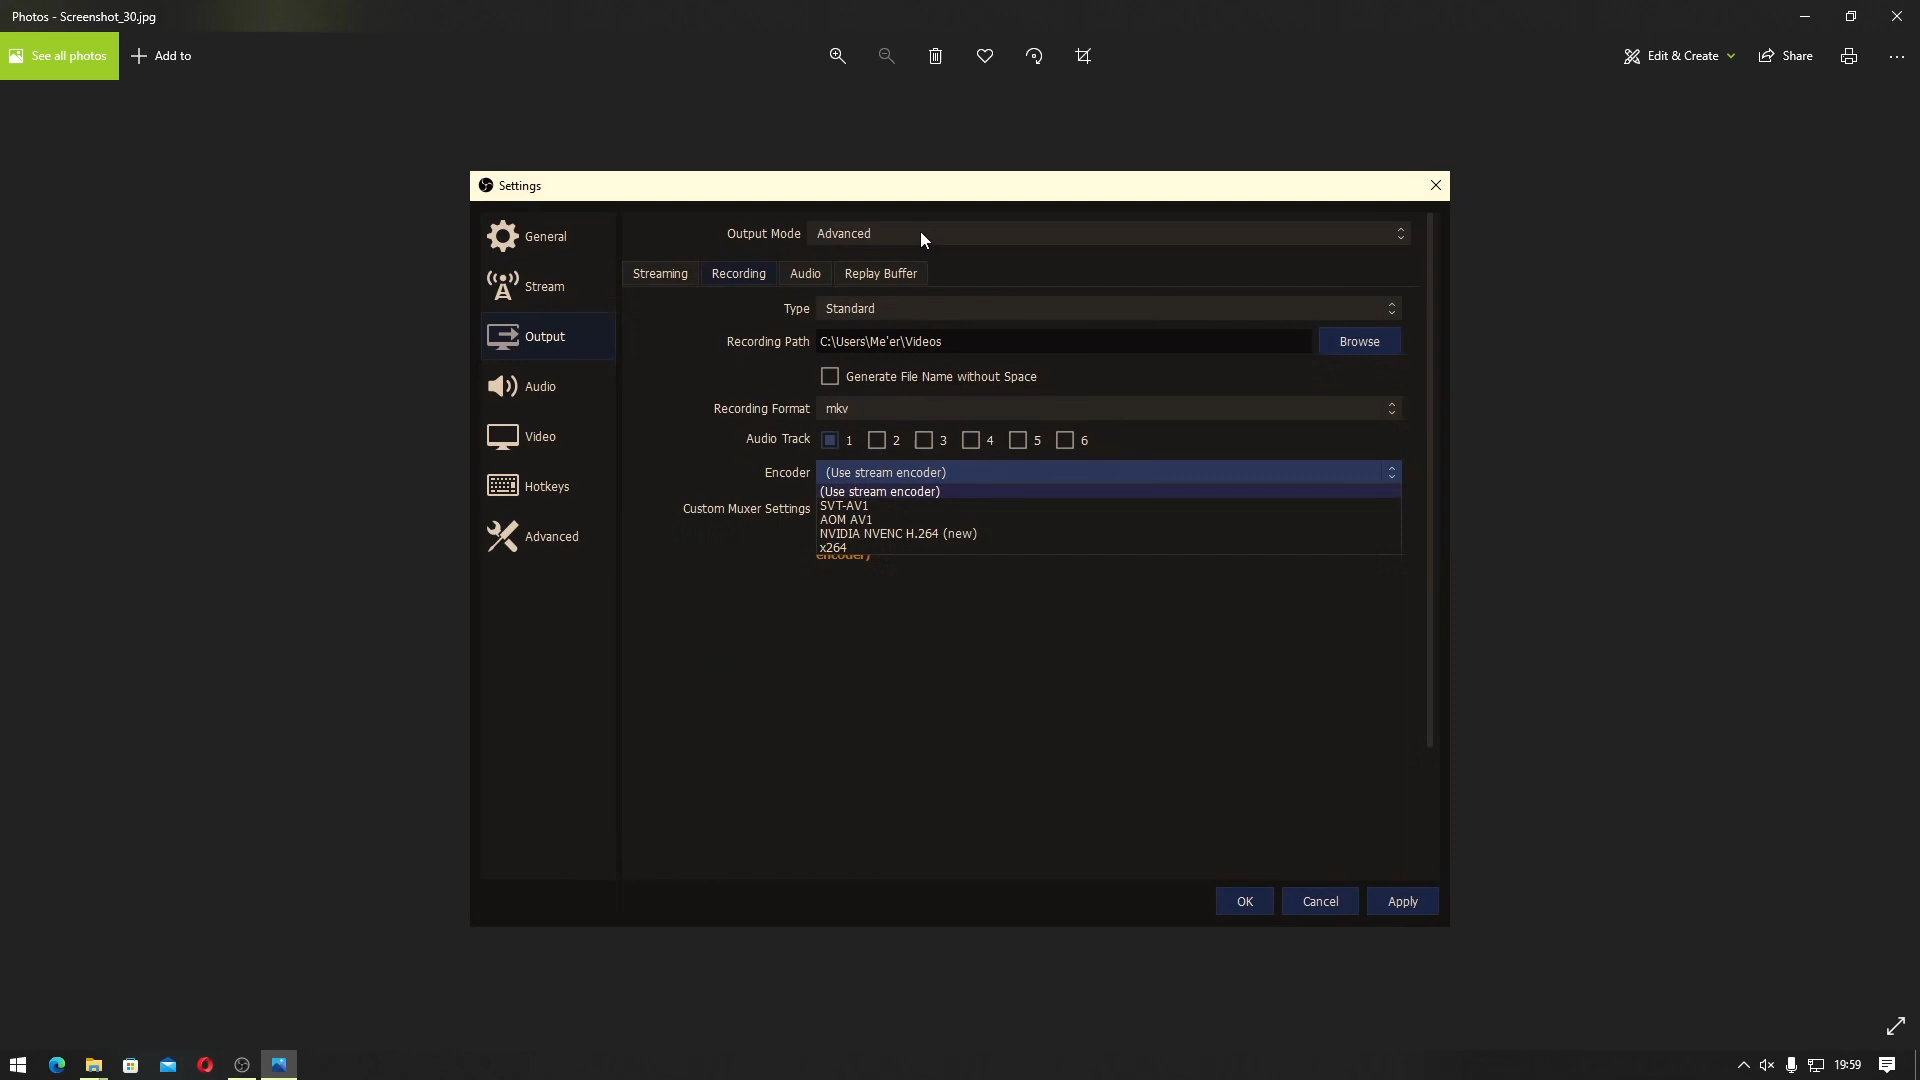 Photos - Screenshot_30.jpg
See all photos
Add to
Edit & Create
Share
Settings
General
Stream
Output
Audio
Video
Hotkeys
Advanced
Output Mode Advanced
Streaming Recording Audio Replay Buffer
Type Standard
Recording Path C:\Users\Me'er\Videos Browse
Generate File Name without Space
Recording Format mkv
Audio Track 1 2 3 4 5 6
Encoder (Use stream encoder)
(Use stream encoder)
SVT-AV1
Custom Muxer Settings
AOM AV1
NVIDIA NVENC H.264 (new)
x264
encoder)
OK Cancel Apply
19:59